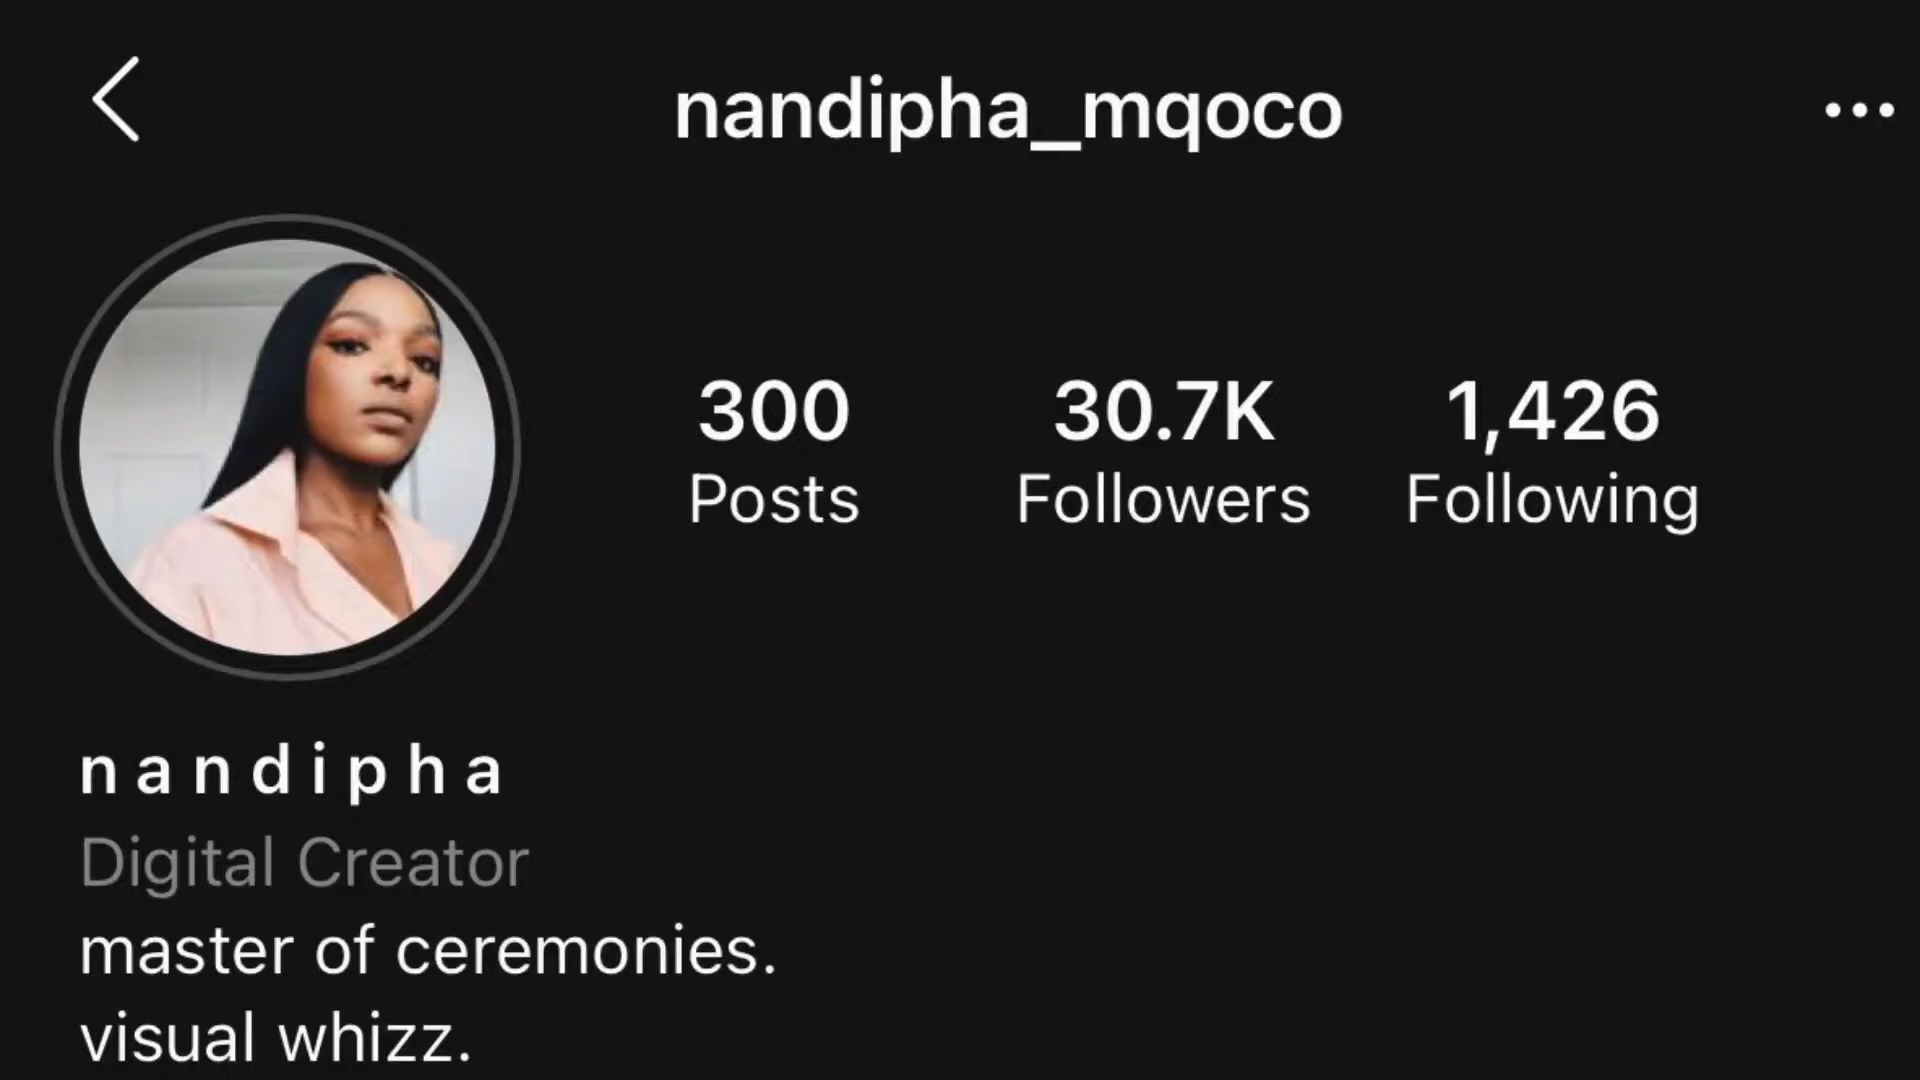 nandipha_mqoco
300
Posts
30.7K
Followers
1,426
Following
n a n d i p h a
Digital Creator
master of ceremonies.
visual whizz.